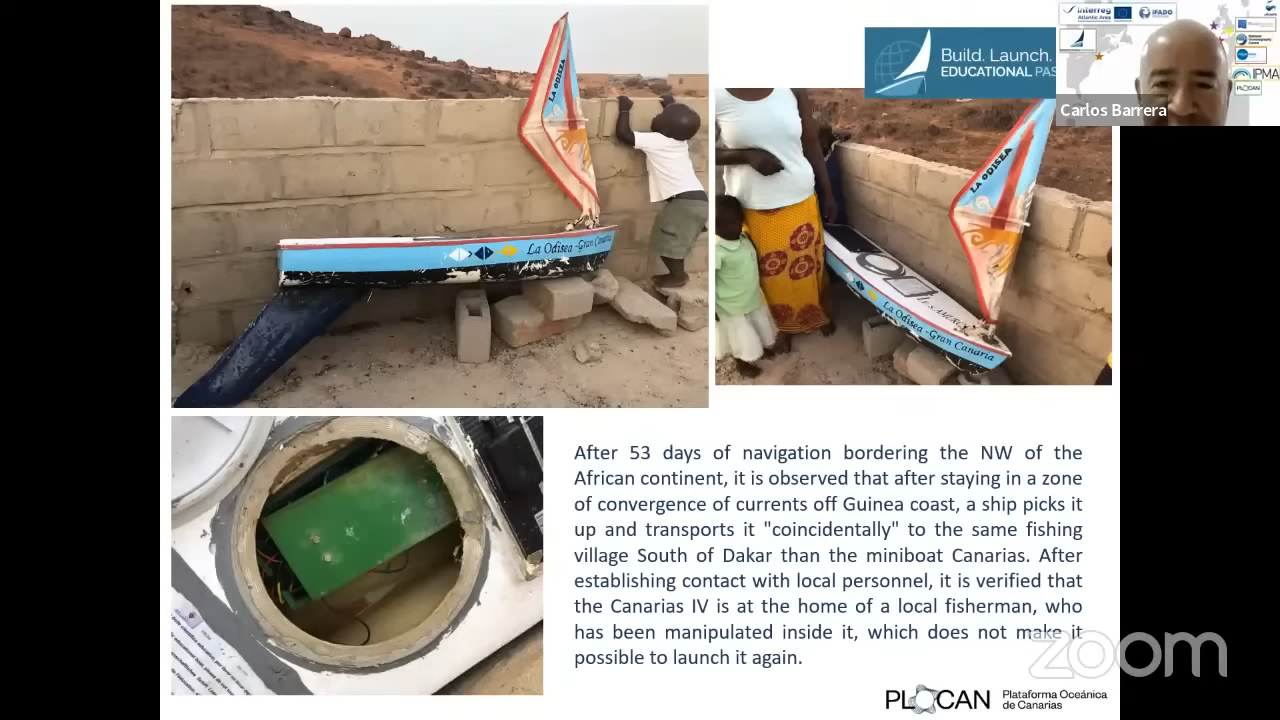 Interreg
Atlantic Area
iFADO
Build. Launch.
EDUCATIONAL PAS
IPMA
PLOCAN
Carlos Barrera
LA ODISEA
La Odisea - Gran Canaria
LA ODISEA
La Odisea - Gran Canaria
After 53 days of navigation bordering the NW of the
African continent, it is observed that after staying in a zone
of convergence of currents off Guinea coast, a ship picks it
up and transports it "coincidentally" to the same fishing
village South of Dakar than the miniboat Canarias. After
establishing contact with local personnel, it is verified that
the Canarias IV is at the home of a local fisherman, who
has been manipulated inside it, which does not make it
possible to launch it again.
zoom
PLOCAN
Plataforma Oceánica
de Canarias